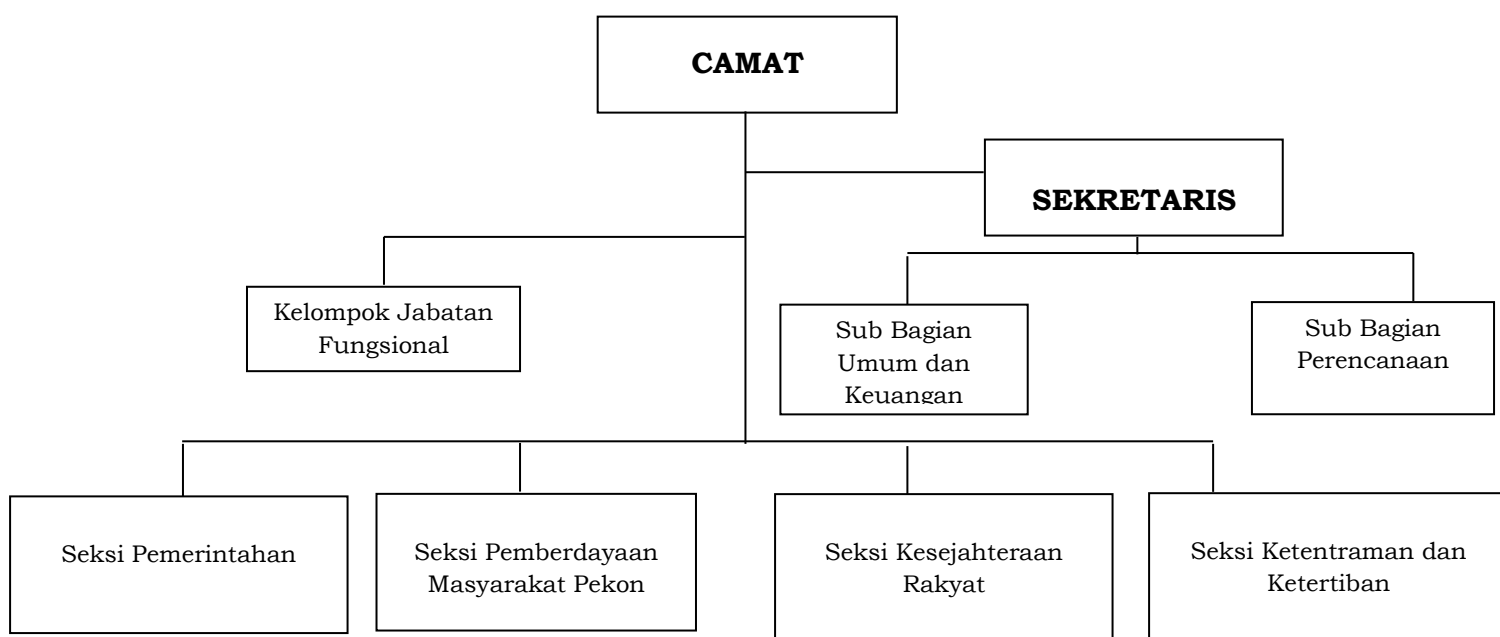 CAMAT
SEKRETARIS
Kelompok Jabatan
Fungsional
Sub Bagian
Umum dan
Keuangan
Sub Bagian
Perencanaan
Seksi Pemerintahan
Seksi Pemberdayaan
Masyarakat Pekon
Seksi Kesejahteraan
Rakyat
Seksi Ketentraman dan
Ketertiban